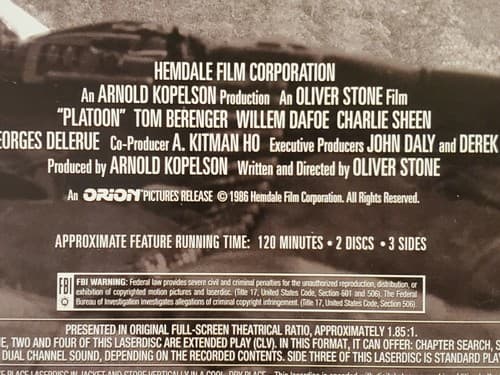 HEMDALE FILM CORPORATION
An ARNOLD KOPELSON Production An OLIVER STONE Film
"PLATOON" TOM BERENGER WILLEM DAFOE CHARLIE SHEEN
EORGES DELERUE Co-Producer A. KITMAN HO Executive Producers JOHN DALY and DEREK
Produced by ARNOLD KOPELSON Written and Directed by OLIVER STONE
An ORION PICTURES RELEASE © 1986 Hemdale Film Corporation. All Rights Reserved.
APPROXIMATE FEATURE RUNNING TIME: 120 MINUTES • 2 DISCS • 3 SIDES
FBI
FBI WARNING: Federal law provides severe civil and criminal penalties for the unauthorized reproduction, distribution, or
exhibition of copyrighted motion pictures and laserdisc. (Title 17, United States Code, Section 601 and 506). The Federal
Bureau of Investigation investigates allegations of criminal copyright infringement. (Title 17, United States Code, Section 506).
PRESENTED IN ORIGINAL FULL-SCREEN THEATRICAL RATIO, APPROXIMATELY 1.85:1.
E, TWO AND FOUR OF THIS LASERDISC ARE EXTENDED PLAY (CLV). IN THIS FORMAT, IT CAN OFFER: CHAPTER SEARCH, S
DUAL CHANNEL SOUND, DEPENDING ON THE RECORDED CONTENTS. SIDE THREE OF THIS LASERDISC IS STANDARD PLA